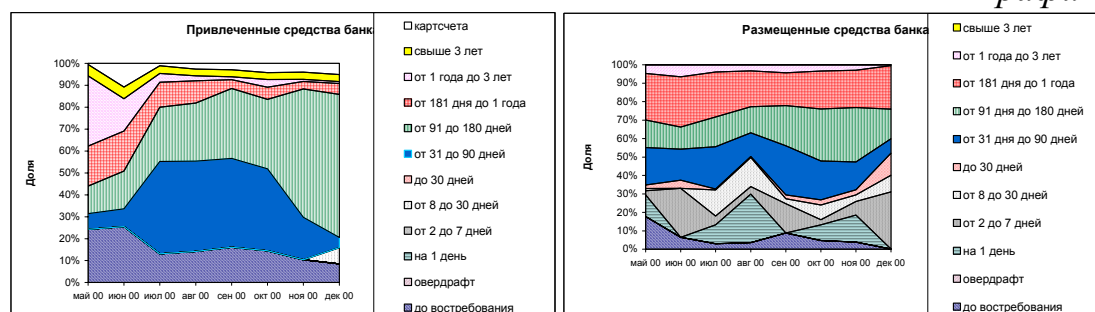 Привлеченные средства банка
Доля
100%
90%
80%
70%
60%
50%
40%
30%
20%
10%
0%
май 00 июн 00 июл 00 авг 00 сен 00 окт 00 ноя 00 дек 00
картсчета
свыше 3 лет
от 1 года до 3 лет
от 181 дня до 1 года
от 91 до 180 дней
от 31 до 90 дней
до 30 дней
от 8 до 30 дней
от 2 до 7 дней
на 1 день
овердрафт
до востребования
Размещенные средства банка
Доля
100%
90%
80%
70%
60%
50%
40%
30%
20%
10%
0%
май 00 июн 00 июл 00 авг 00 сен 00 окт 00 ноя 00 дек 00
свыше 3 лет
от 1 года до 3 лет
от 181 дня до 1 года
от 91 дня до 180 дней
от 31 дня до 90 дней
до 30 дней
от 8 до 30 дней
от 2 до 7 дней
на 1 день
овердрафт
до востребования